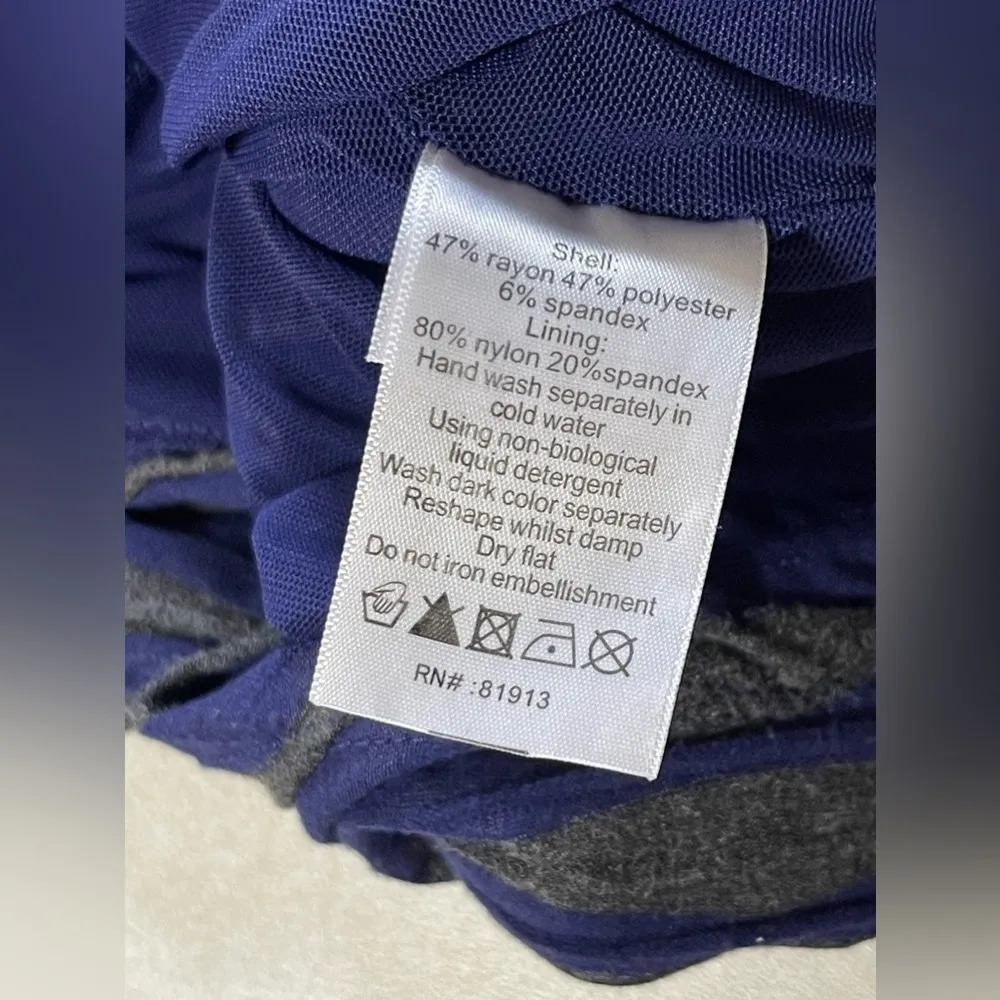 Shell:
47% rayon 47% polyester
6% spandex
Lining:
80% nylon 20%spandex
Hand wash separately in
cold water
Using non-biological
liquid detergent
Wash dark color separately
Reshape whilst damp
Dry flat
Do not iron embellishment
RN# :81913